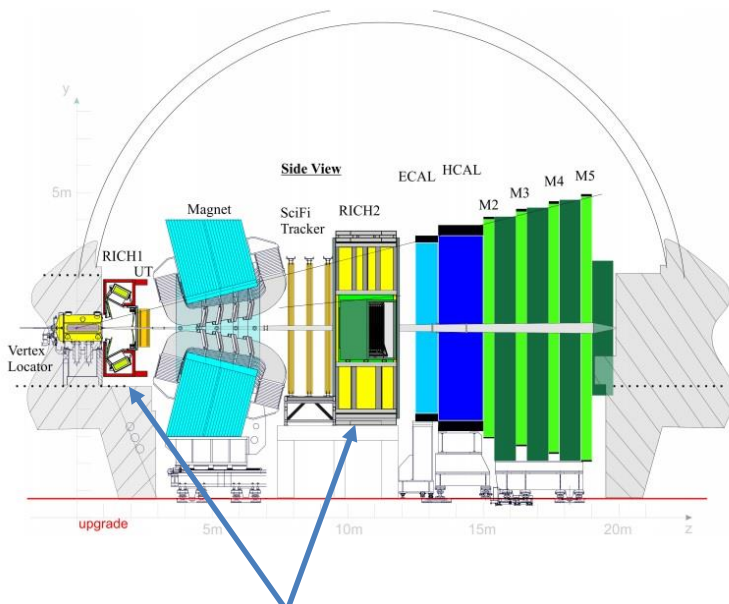 y
5m
Side View
ECAL
HCAL
M5
M4
M3
M2
Magnet
SciFi
Tracker
RICH2
RICH1
UT
Vertex
Locator
upgrade
5m
10m
15m
20m
z